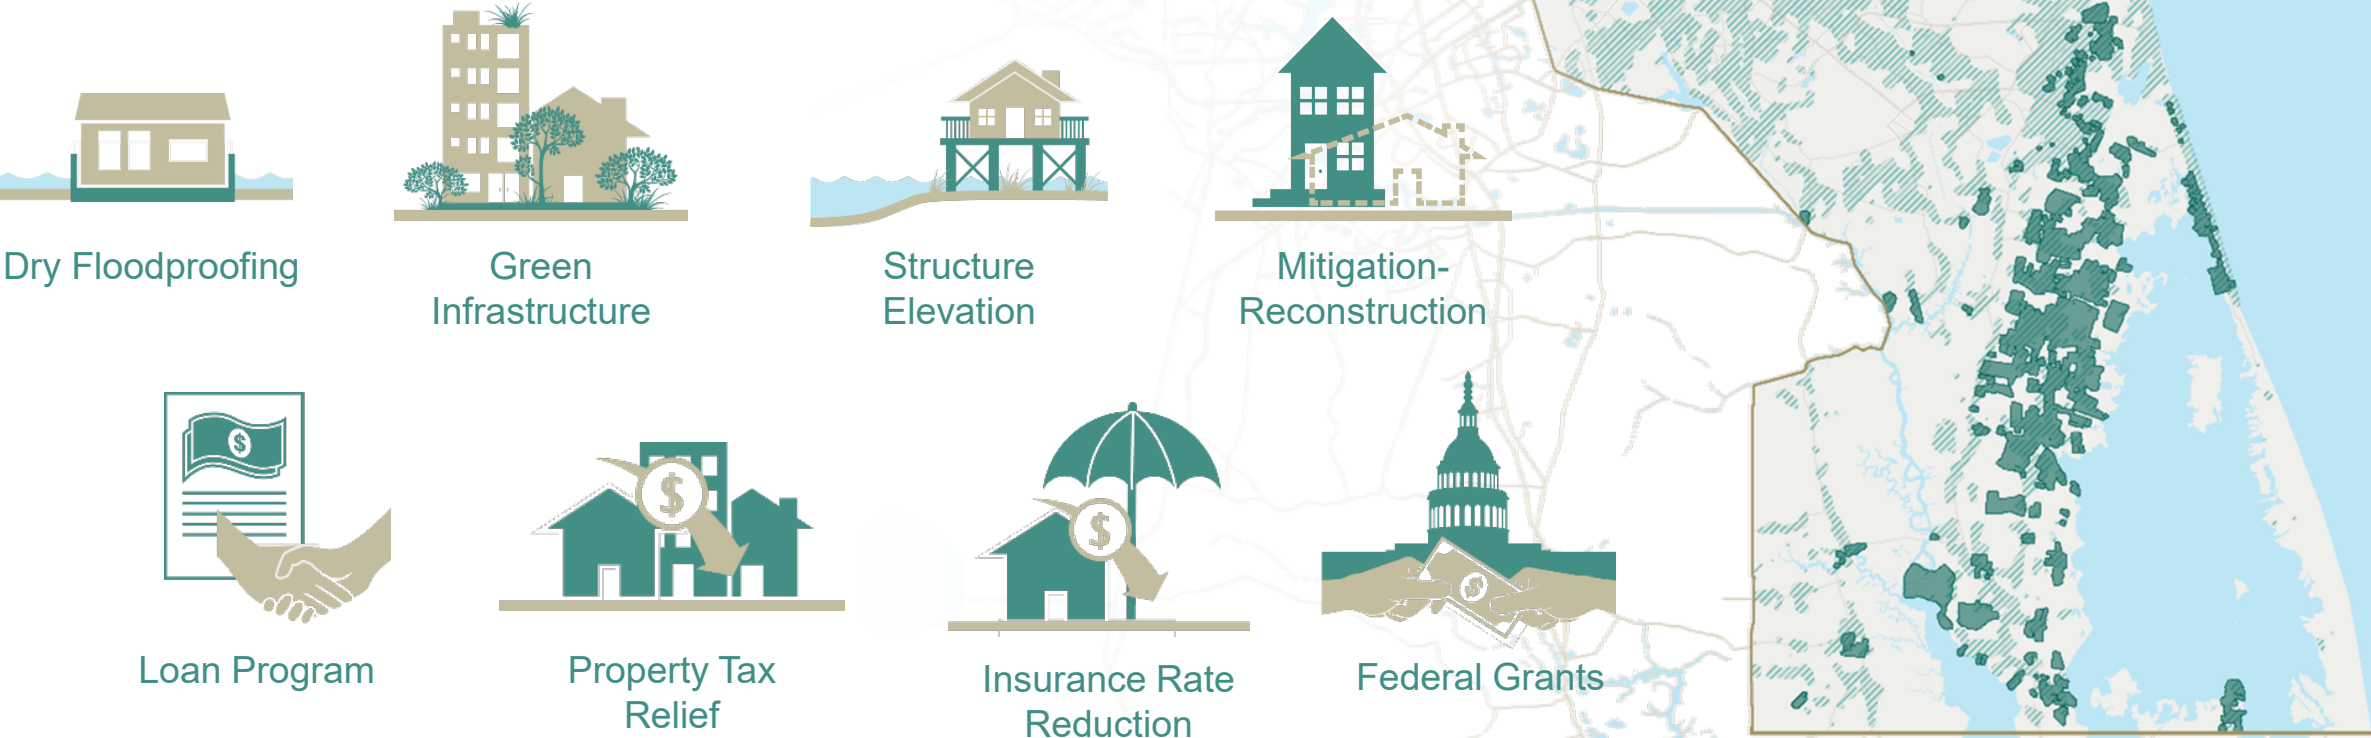 Dry Floodproofing
Green
Infrastructure
Structure
Elevation
Mitigation-
Reconstruction
$
$
$
$
Loan Program
Property Tax
Relief
Insurance Rate
Reduction
Federal Grants